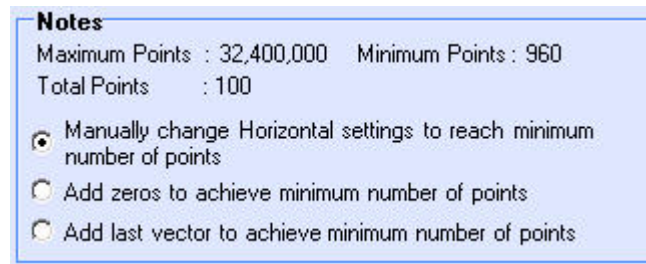 Notes
Maximum Points : 32,400,000 Minimum Points : 960
Total Points : 100
Manually change Horizontal settings to reach minimum
number of points
Add zeros to achieve minimum number of points
Add last vector to achieve minimum number of points